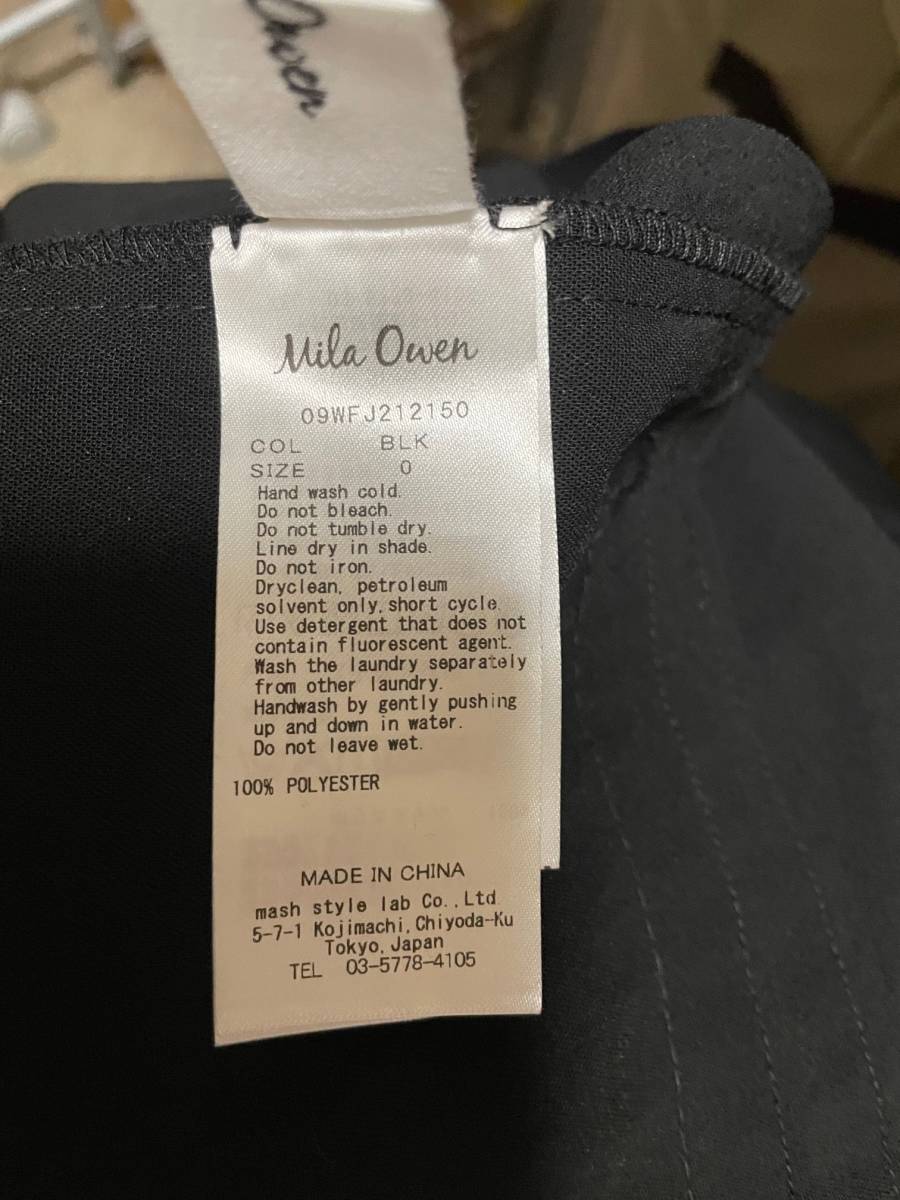 Owen
Mila Owen
09WFJ212150
COL BLK
SIZE 0
Hand wash cold.
Do not bleach.
Do not tumble dry.
Line dry in shade.
Do not iron.
Dryclean, petroleum
solvent only,short cycle.
Use detergent that does not
contain fluorescent agent.
Wash the laundry separately
from other laundry.
Handwash by gently pushing
up and down in water.
Do not leave wet.
100% POLYESTER
MADE IN CHINA
mash style lab Co.,Ltd
5-7-1 Kojimachi,Chiyoda-Ku
Tokyo,Japan
TEL 03-5778-4105